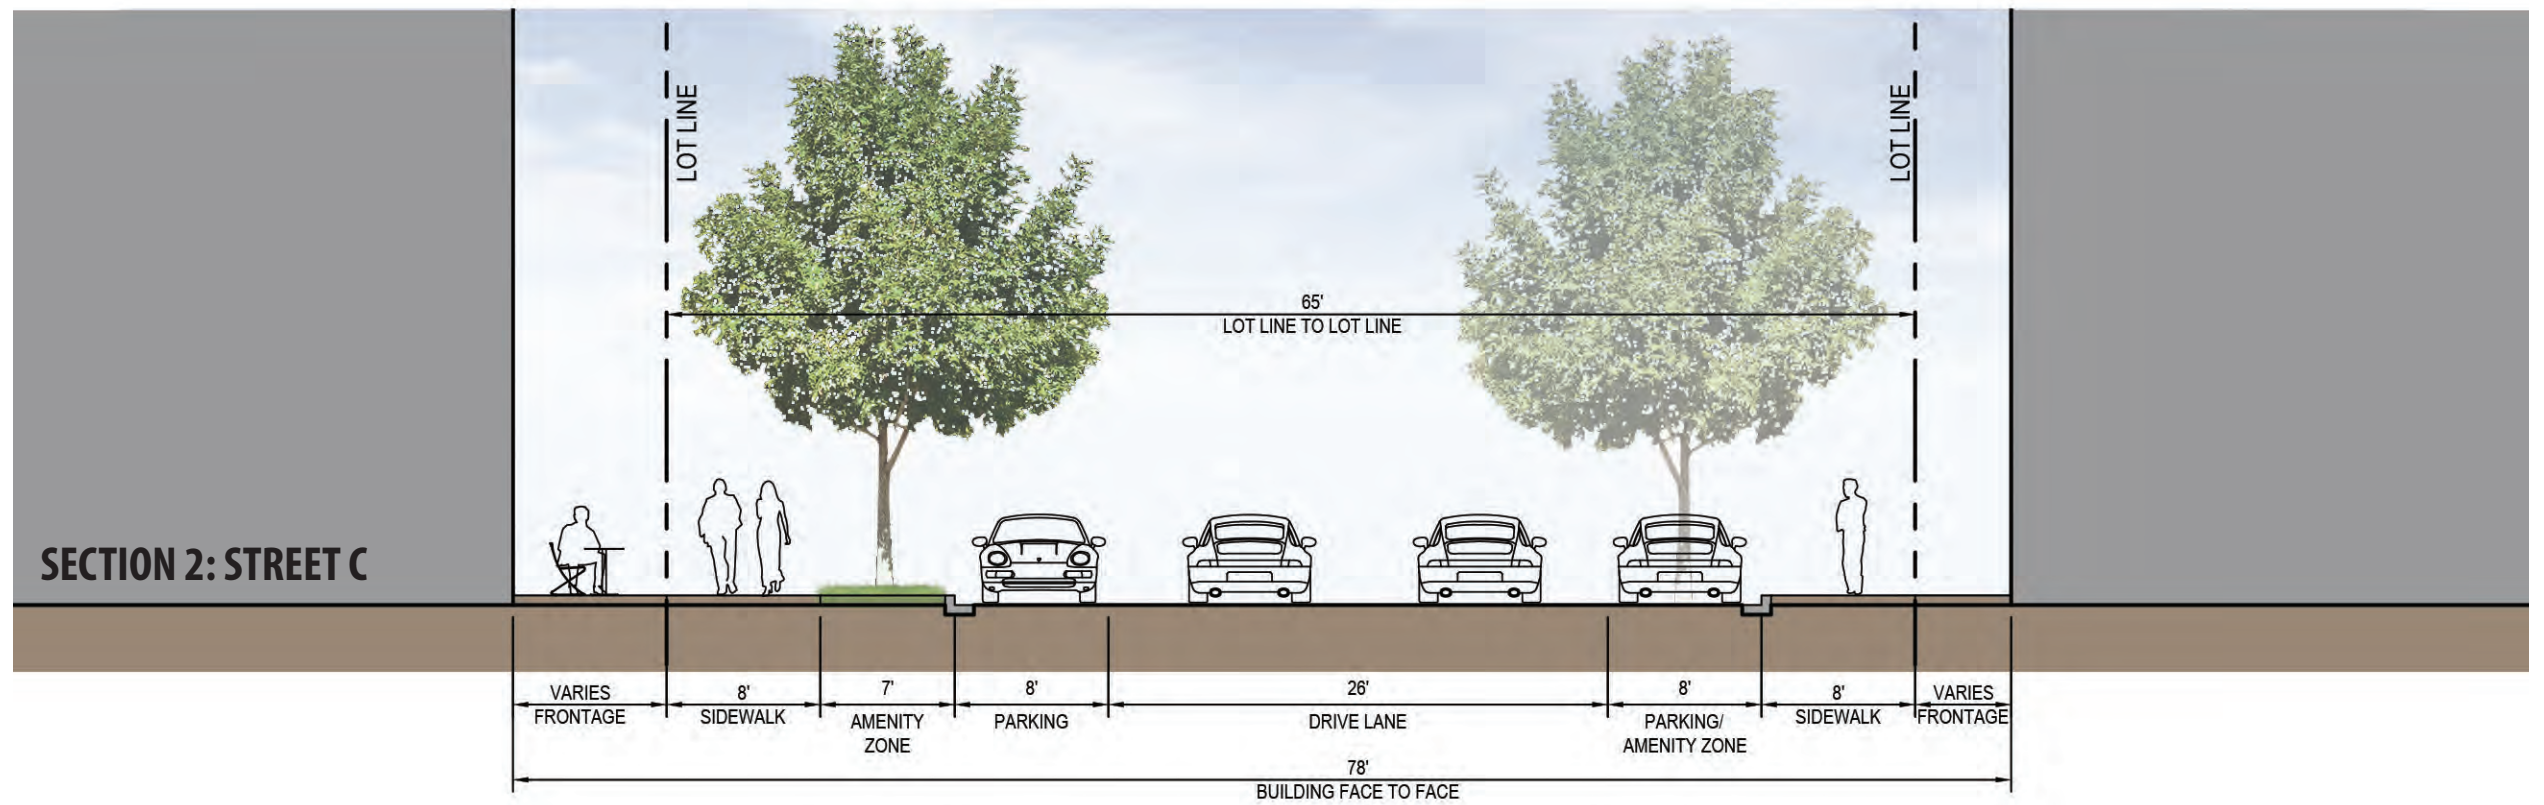 LOT LINE
LOT LINE
65'
LOT LINE TO LOT LINE
SECTION 2: STREET C
VARIES
FRONTAGE
8'
SIDEWALK
7'
AMENITY
ZONE
8'
PARKING
26'
DRIVE LANE
8'
PARKING/
AMENITY ZONE
8'
SIDEWALK
VARIES
FRONTAGE
78'
BUILDING FACE TO FACE